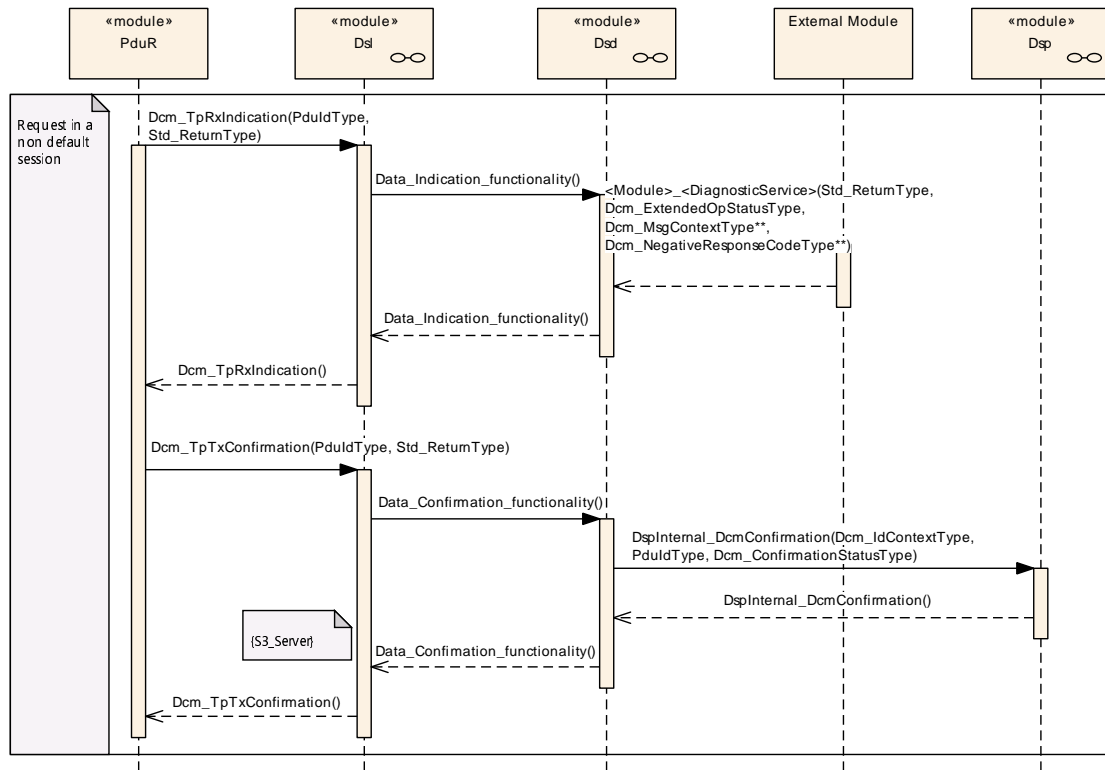 «module»
PduR
«module»
Dsl
«module»
Dsd
External Module
«module»
Dsp
Request in a
non default
session
Dcm_TpRxIndication(PduIdType,
Std_ReturnType)
Data_Indication_functionality()
<Module>_<DiagnosticService>(Std_ReturnType,
Dcm_ExtendedOpStatusType,
Dcm_MsgContextType**,
Dcm_NegativeResponseCodeType**)
Data_Indication_functionality()
Dcm_TpRxIndication()
Dcm_TpTxConfirmation(PduIdType, Std_ReturnType)
Data_Confirmation_functionality()
DspInternal_DcmConfirmation(Dcm_IdContextType,
PduIdType, Dcm_ConfirmationStatusType)
DspInternal_DcmConfirmation()
{S3_Server}
Data_Confimation_functionality()
Dcm_TpTxConfirmation()